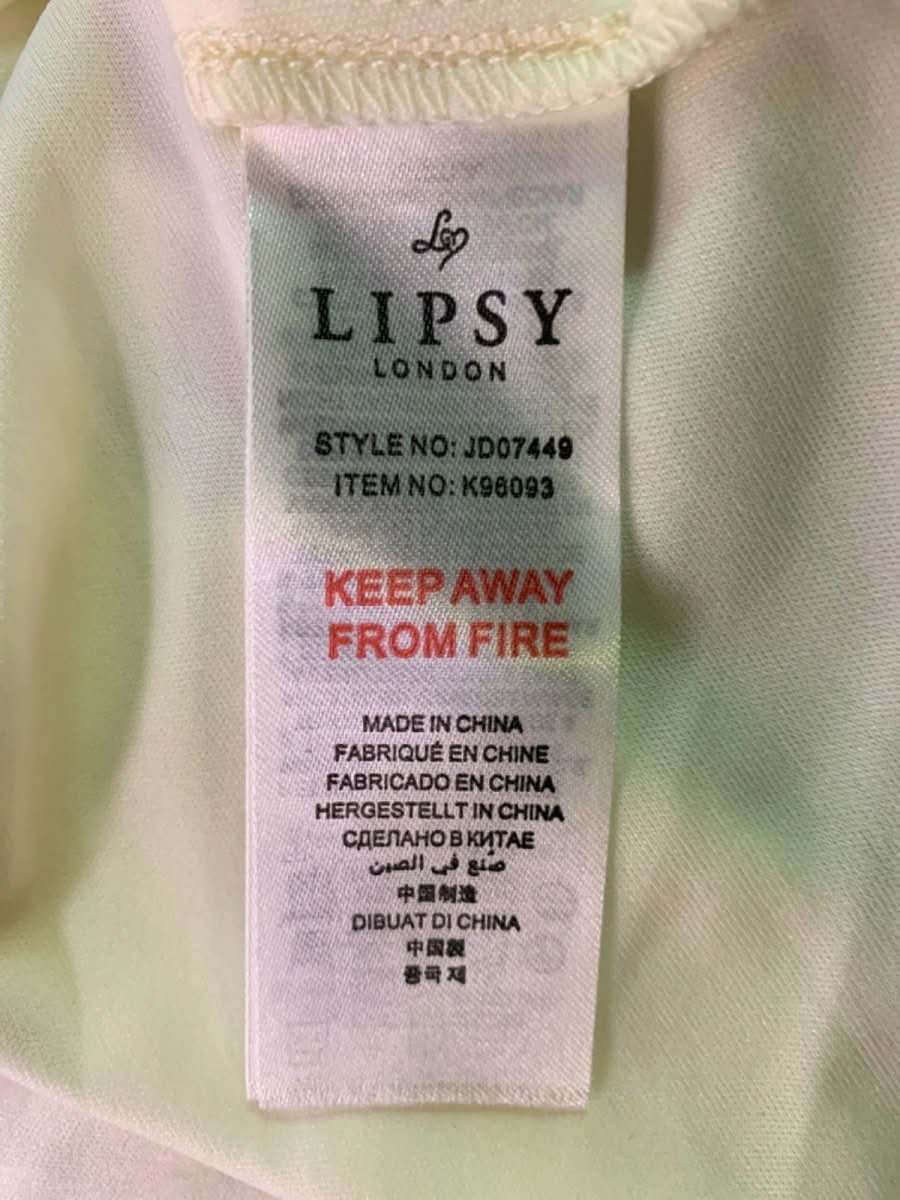 LIPSY
LONDON
STYLE NO: JD07449
ITEM NO: K96093
KEEP AWAY
FROM FIRE
MADE IN CHINA
FABRIQUÉ EN CHINE
FABRICADO EN CHINA
HERGESTELLT IN CHINA
СДЕЛАНО В КИТАЕ
صُنع في الصين
中国制造
DIBUAT DI CHINA
中国製
중국 제